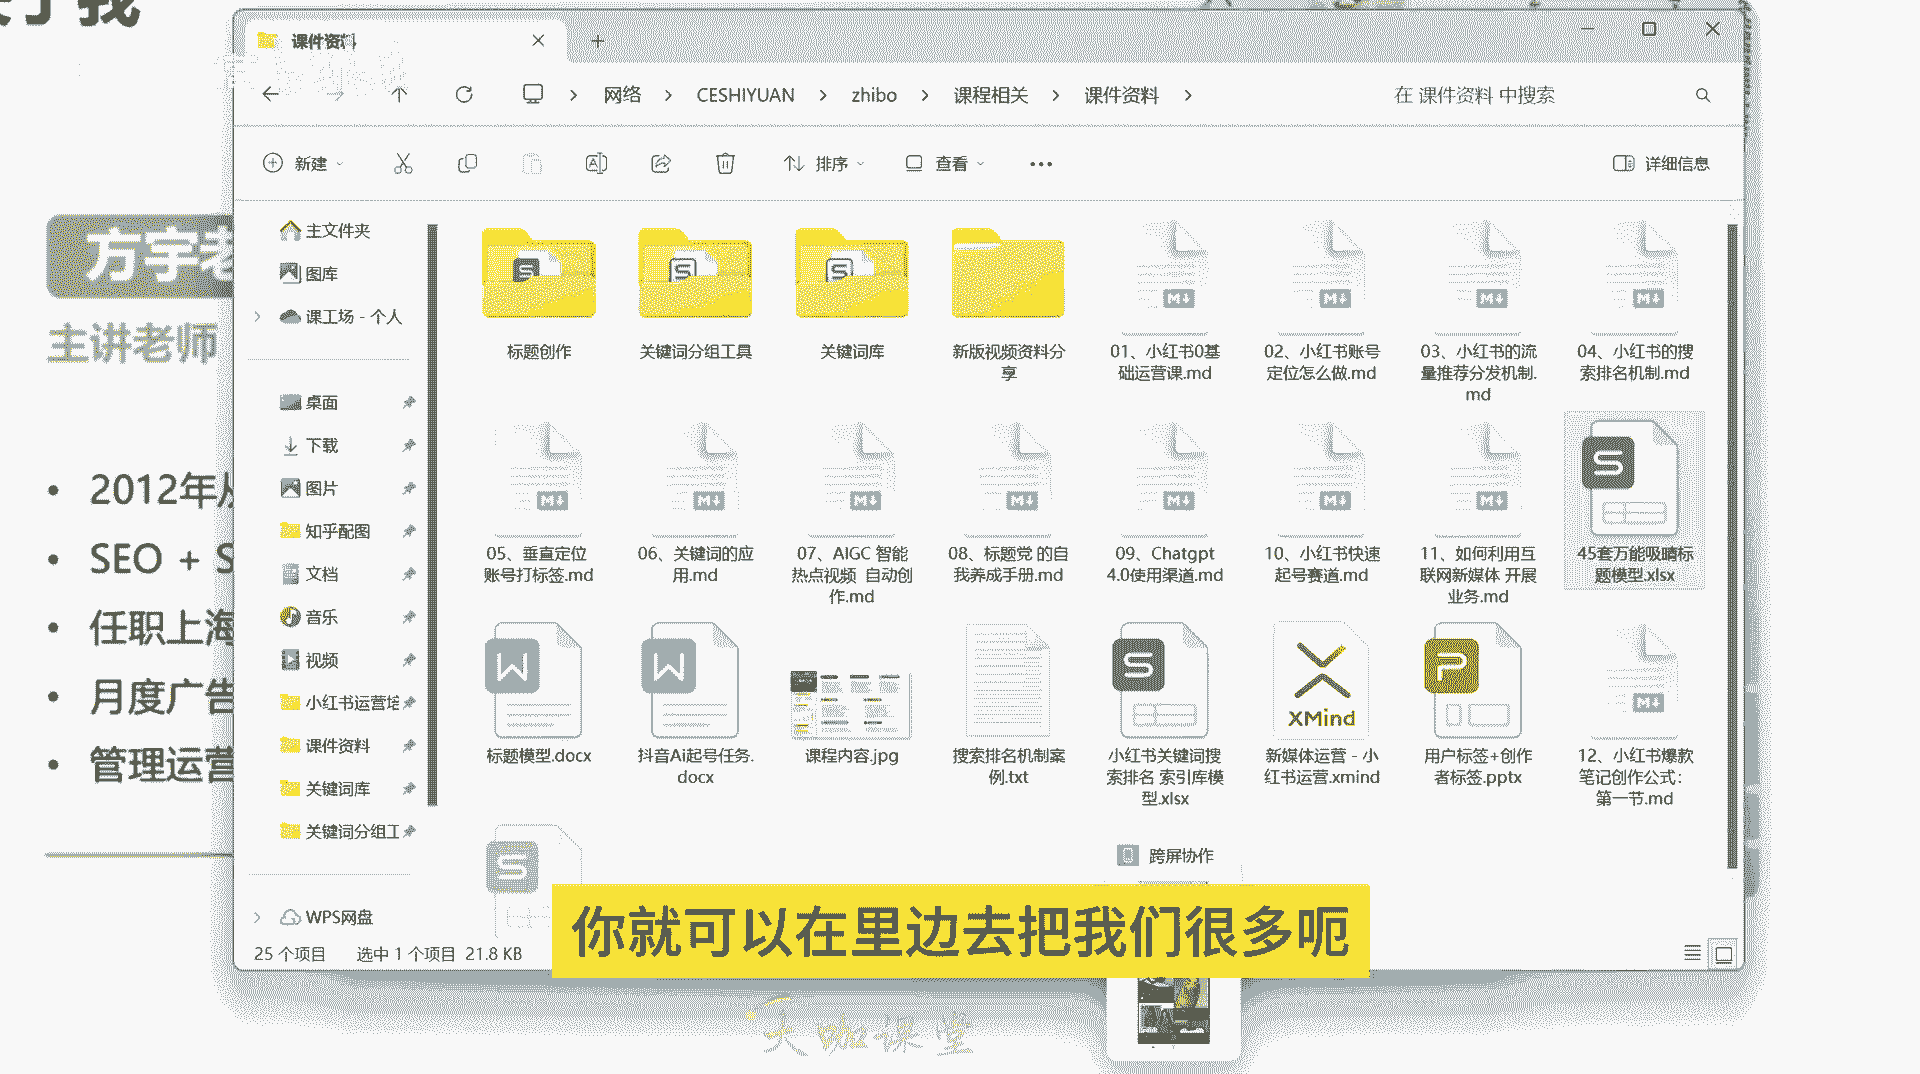 课件资料
网络 > CESHIYUAN > zhibo > 课程相关 > 课件资料 >
在 课件资料 中搜索
新建
排序
查看
详细信息
方宇老
主讲老师
2012年从
SEO + S
任职上海
月度广告
管理运营
主文件夹
图库
课工场 - 个人
桌面
下载
图片
知乎配图
文档
音乐
视频
小红书运营培
课件资料
关键词库
关键词分组工
WPS网盘
标题创作
关键词分组工具
关键词库
新版视频资料分
享
01、小红书0基
础运营课.md
02、小红书账号
定位怎么做.md
03、小红书的流
量推荐分发机制.
md
04、小红书的搜
索排名机制.md
05、垂直定位
账号打标签.md
06、关键词的应
用.md
07、AIGC 智能
热点视频 自动创
作.md
08、标题党 的自
我养成手册.md
09、Chatgpt
4.0使用渠道.md
10、小红书快速
起号赛道.md
11、如何利用互
联网新媒体 开展
业务.md
45套万能吸睛标
题模型.xlsx
标题模型.docx
抖音Ai起号任务.
docx
课程内容.jpg
搜索排名机制案
例.txt
小红书关键词搜
索排名 索引库模
型.xlsx
XMind
新媒体运营 - 小
红书运营.xmind
用户标签+创作
者标签.pptx
12、小红书爆款
笔记创作公式：
第一节.md
跨屏协作
25 个项目 选中 1 个项目 21.8 KB
你就可以在里边去把我们很多呃
大咖课堂